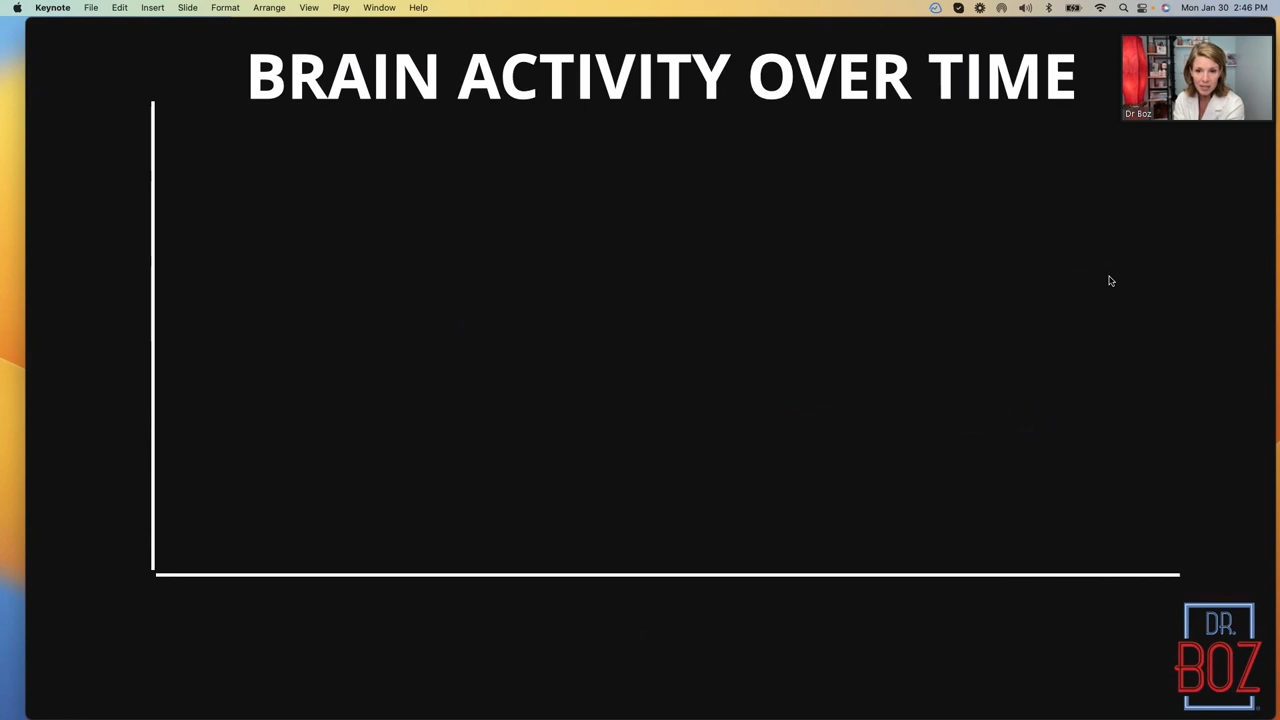 Keynote File Edit Insert Slide Format Arrange View Play Window Help Mon Jan 30 2:46 PM
BRAIN ACTIVITY OVER TIME
Dr Boz
DR.
BOZ